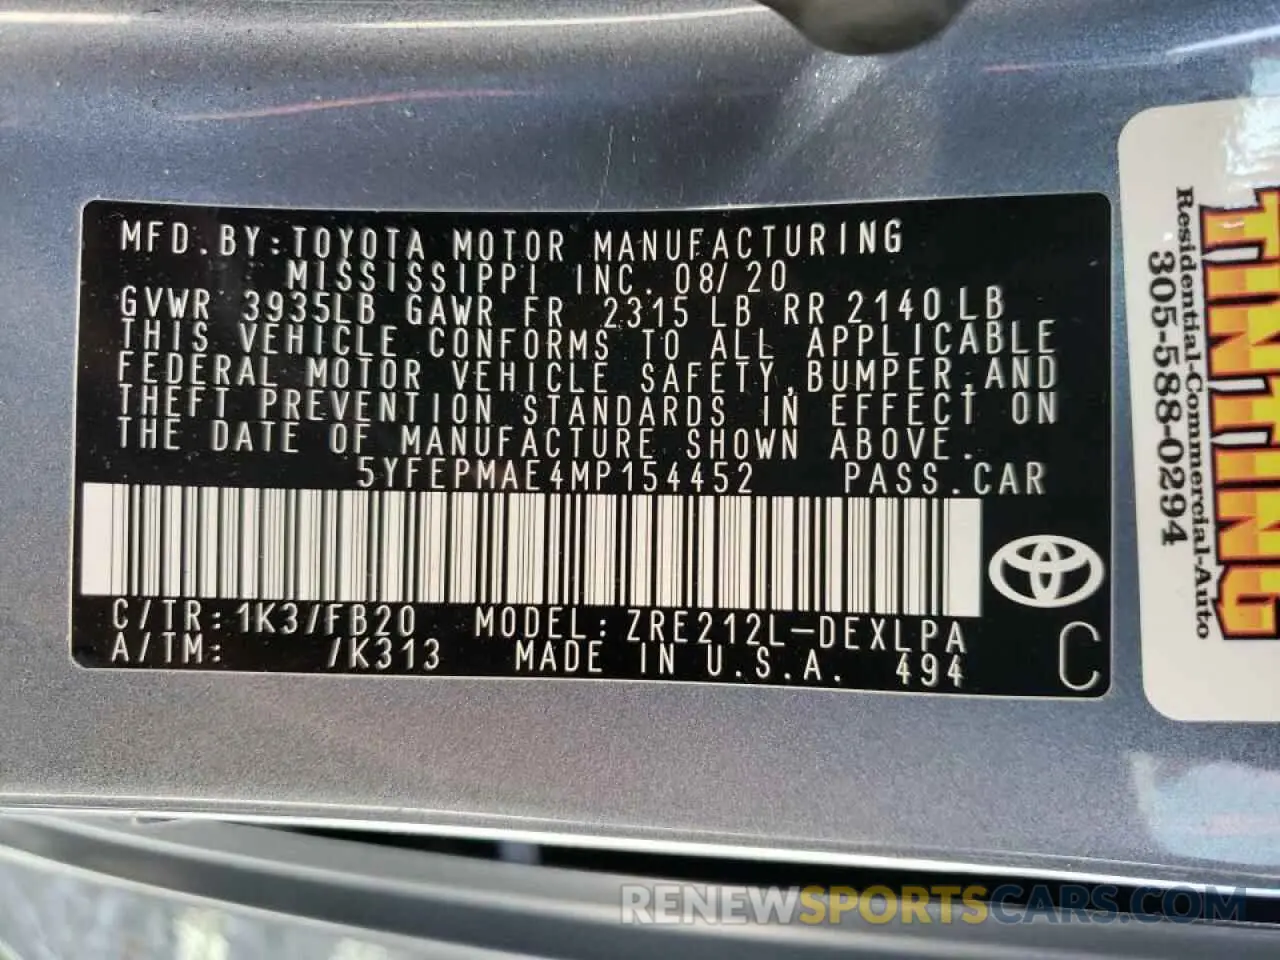 MFD.BY:TOYOTA MOTOR MANUFACTURING
MISSISSIPPI INC. 08/20
GVWR 3935LB GAWR FR 2315LB RR 2140LB
THIS VEHICLE CONFORMS TO ALL APPLICABLE
FEDERAL MOTOR VEHICLE SAFETY, BUMPER, AND
THEFT PREVENTION STANDARDS IN EFFECT ON
THE DATE OF MANUFACTURE SHOWN ABOVE.
5YFEPMAE4MP154452 PASS.CAR
C/TR:1K3/FB20 MODEL:ZRE212L-DEXLPA
A/TM: /K313 MADE IN U.S.A. 494
C
TINTING
Residential-Commercial-Auto
305-588-0294
RENEWSPORTSCARS.COM